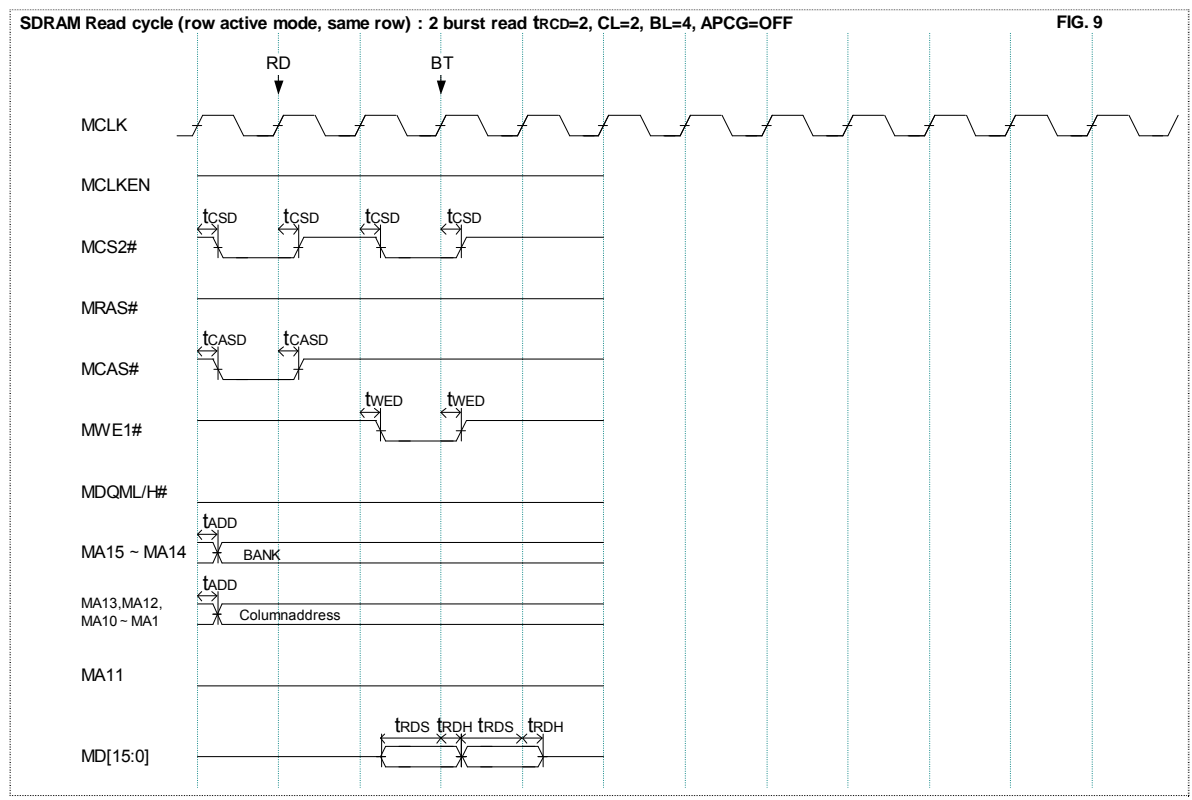 SDRAM Read cycle (row active mode, same row) : 2 burst read tRCD=2, CL=2, BL=4, APCG=OFF FIG. 9
RD BT
MCLK
MCLKEN
tCSD tCSD tCSD tCSD
MCS2#
MRAS#
tCASD tCASD
MCAS#
tWED tWED
MWE1#
MDQML/H#
tADD
MA15 ~ MA14 BANK
tADD
MA13,MA12,
MA10 ~ MA1 Columnaddress
MA11
tRDS tRDH tRDS tRDH
MD[15:0]